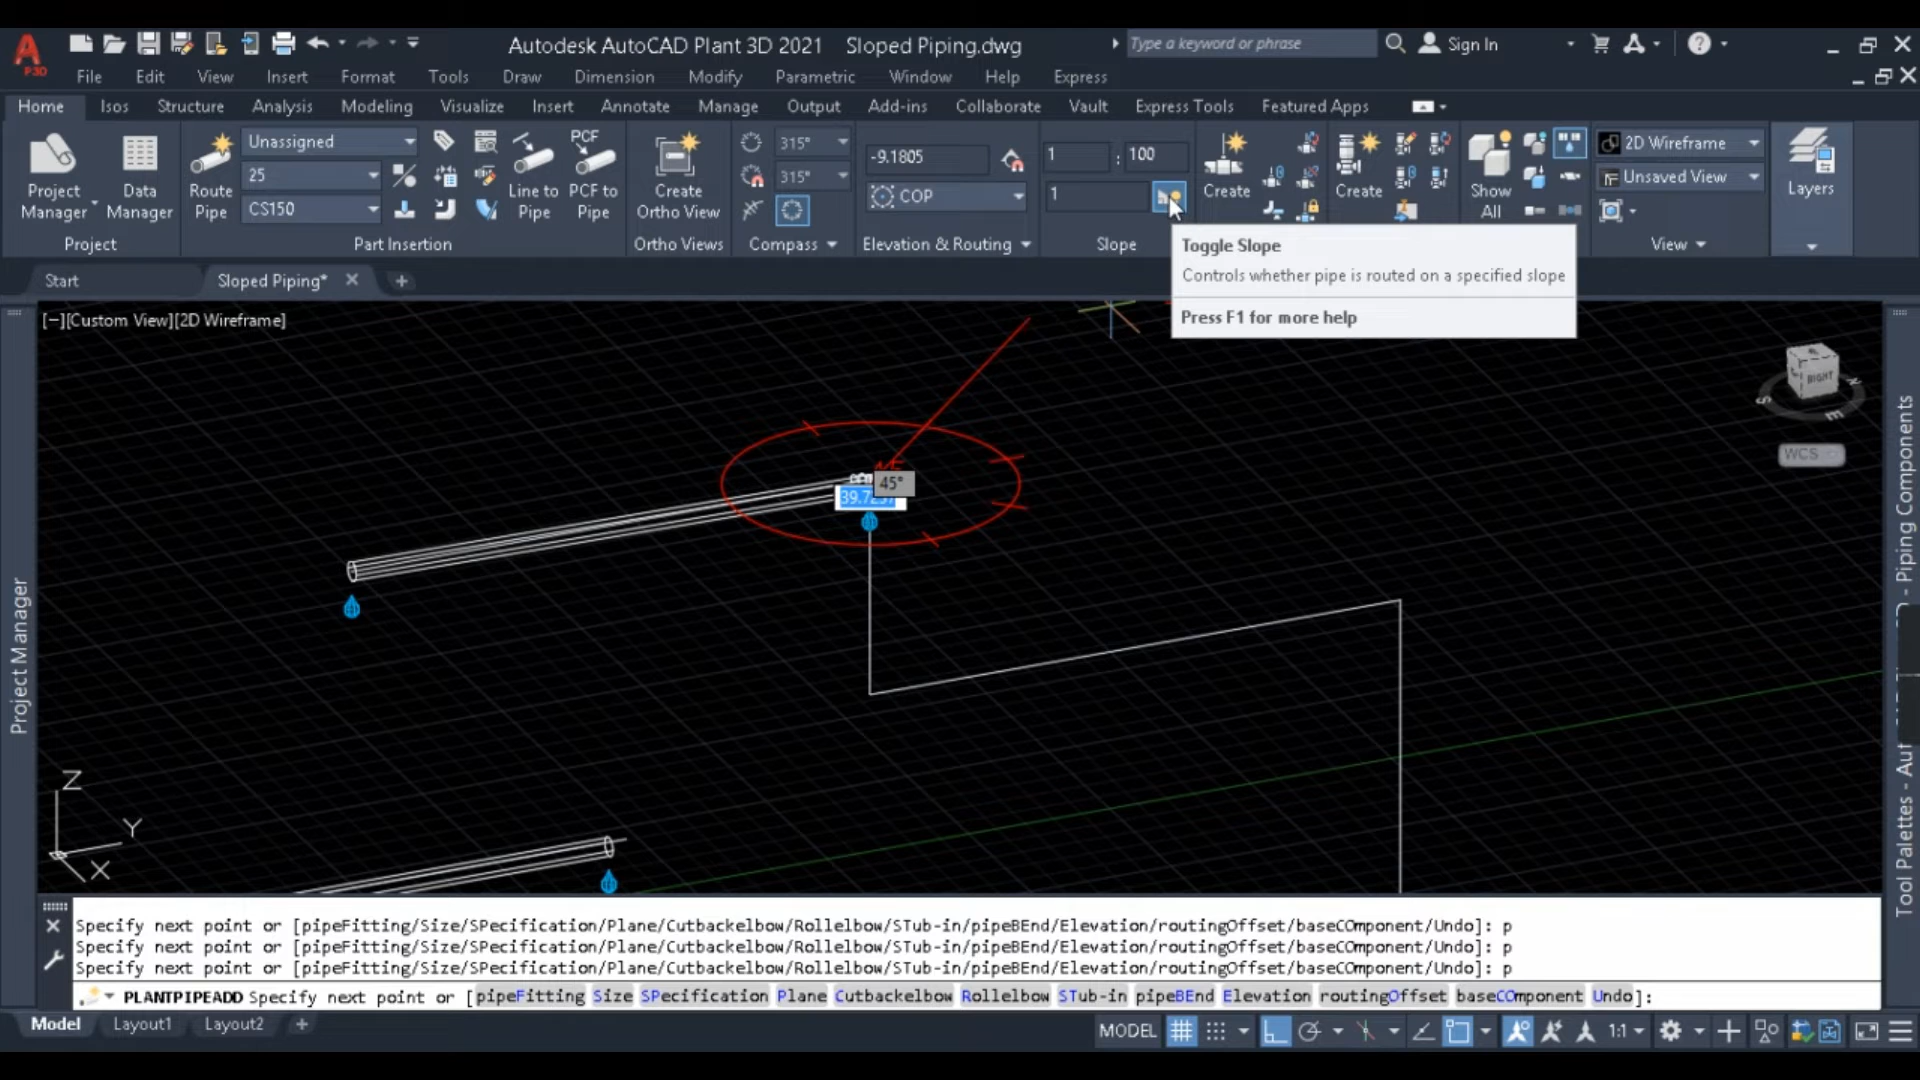 P3D
Autodesk AutoCAD Plant 3D 2021 Sloped Piping.dwg
Type a keyword or phrase
Sign In
File Edit View Insert Format Tools Draw Dimension Modify Parametric Window Help Express
Home Isos Structure Analysis Modeling Visualize Insert Annotate Manage Output Add-ins Collaborate Vault Express Tools Featured Apps
Project Manager
Data Manager
Project
Route Pipe
Unassigned
25
CS150
Line to Pipe
PCF
PCF to Pipe
Part Insertion
Create Ortho View
Ortho Views
315°
315°
Compass
-9.1805
COP
Elevation & Routing
1 : 100
1
Slope
Create
Create
Show All
2D Wireframe
Unsaved View
View
Layers
Toggle Slope
Controls whether pipe is routed on a specified slope
Press F1 for more help
Start
Sloped Piping*
[−][Custom View][2D Wireframe]
RIGHT
S
N
E
WCS
45°
Z
Y
X
Project Manager
- Piping Components
Tool Palettes - Aut
Specify next point or [pipeFitting/Size/SPecification/Plane/Cutbackelbow/Rollelbow/STub-in/pipeBEnd/Elevation/routingOffset/baseCOmponent/Undo]: p
Specify next point or [pipeFitting/Size/SPecification/Plane/Cutbackelbow/Rollelbow/STub-in/pipeBEnd/Elevation/routingOffset/baseCOmponent/Undo]: p
Specify next point or [pipeFitting/Size/SPecification/Plane/Cutbackelbow/Rollelbow/STub-in/pipeBEnd/Elevation/routingOffset/baseCOmponent/Undo]: p
PLANTPIPEADD Specify next point or [pipeFitting Size SPecification Plane Cutbackelbow Rollelbow STub-in pipeBEnd Elevation routingOffset baseCOmponent Undo]:
Model Layout1 Layout2
MODEL
1:1